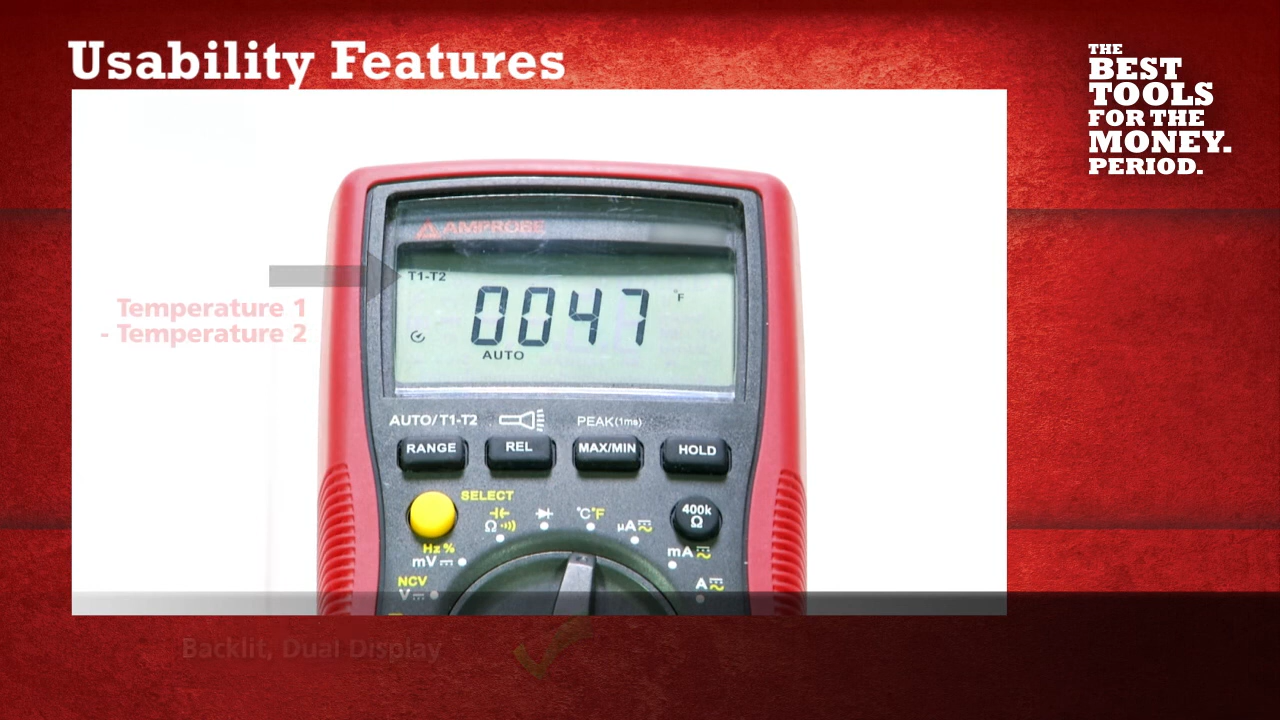 Usability Features
THE
BEST
TOOLS
FOR THE
MONEY.
PERIOD.
AMPROBE
T1-T2
Temperature 1
- Temperature 2
0047 °F
AUTO
AUTO/T1-T2 PEAK(1ms)
RANGE REL MAX/MIN HOLD
SELECT
Ω °C°F µA 400k
Ω
Hz %
mV mA
NCV
V A
Backlit, Dual Display